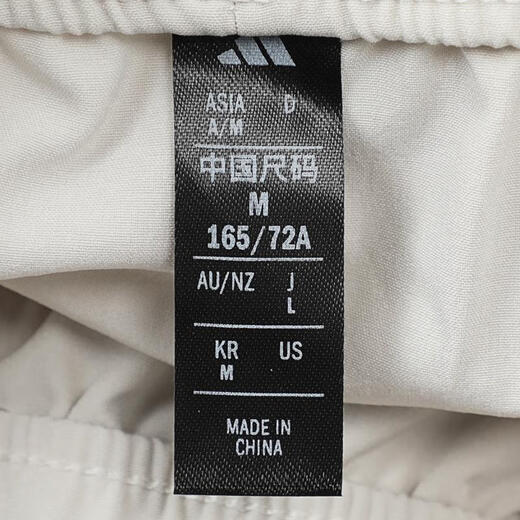 ASIA D
A/M
中国尺码
M
165/72A
AU/NZ J
L
KR US
M
MADE IN
CHINA